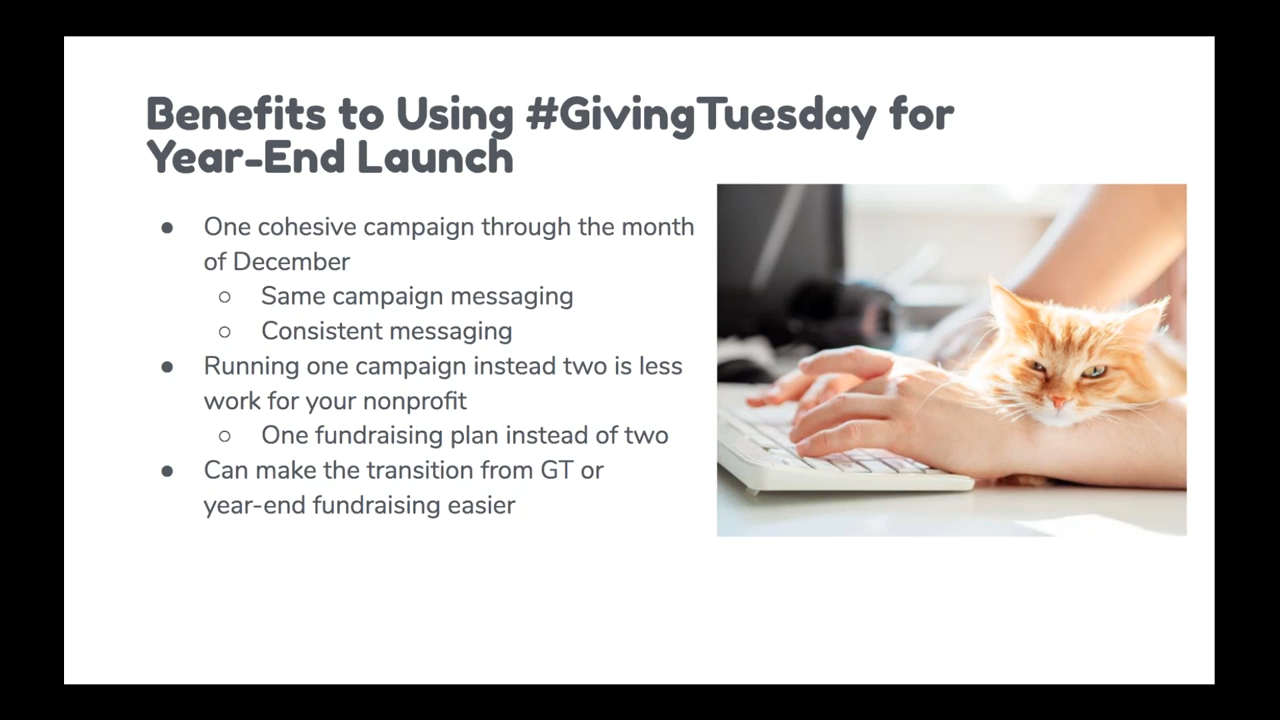 Benefits to Using #GivingTuesday for
Year-End Launch
● One cohesive campaign through the month
of December
○ Same campaign messaging
○ Consistent messaging
● Running one campaign instead two is less
work for your nonprofit
○ One fundraising plan instead of two
● Can make the transition from GT or
year-end fundraising easier